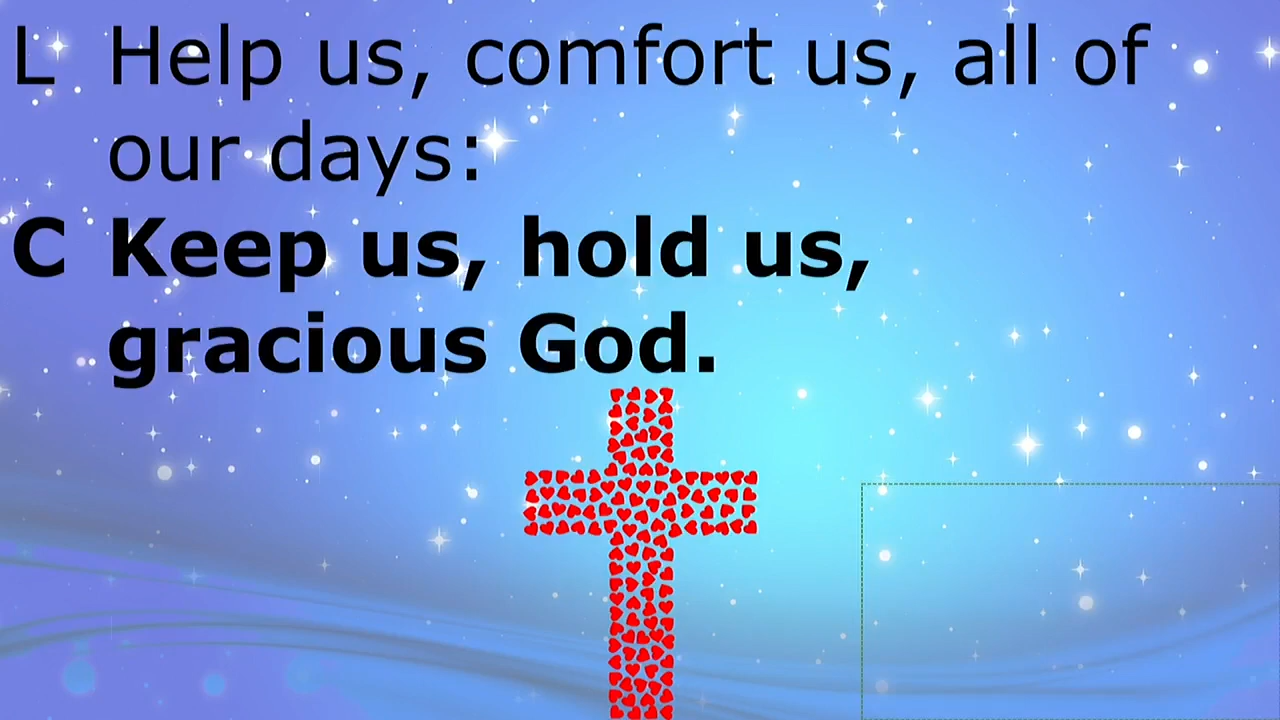 L Help us, comfort us, all of
our days:
C Keep us, hold us,
gracious God.